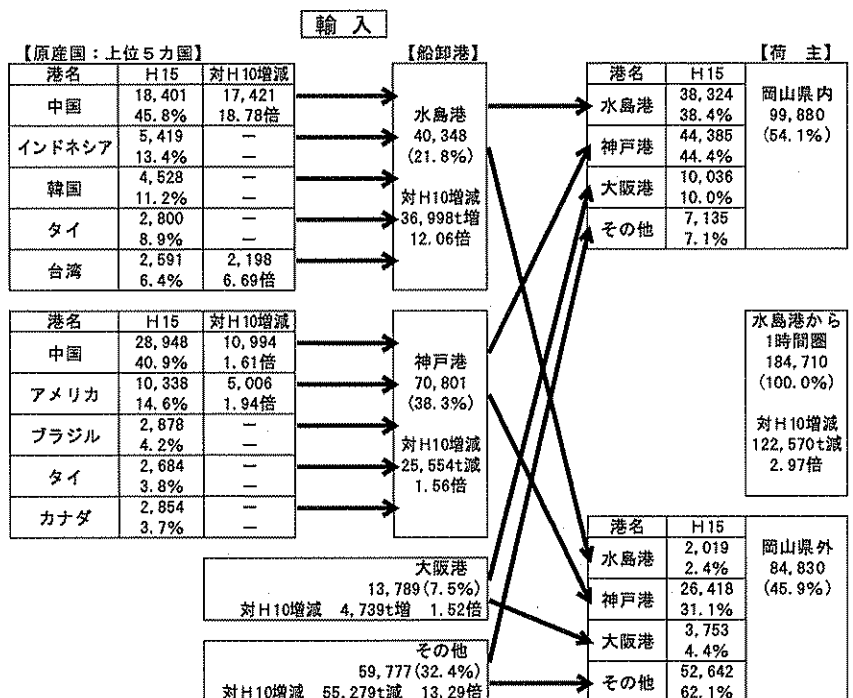 輸 入
【原産国：上位５カ国】
港名 H15 対H10増減
中国 18,401 17,421
45.8% 18.78倍
インドネシア 5,419 －
13.4% －
韓国 4,528 －
11.2% －
タイ 2,800 －
8.9% －
台湾 2,591 2,198
6.4% 6.69倍
港名 H15 対H10増減
中国 28,948 10,994
40.9% 1.61倍
アメリカ 10,338 5,006
14.6% 1.94倍
ブラジル 2,878 －
4.2% －
タイ 2,684 －
3.8% －
カナダ 2,854 －
3.7% －
【船卸港】
水島港
40,348
(21.8%)
対H10増減
36,998t増
12.06倍
神戸港
70,801
(38.3%)
対H10増減
25,554t減
1.56倍
大阪港
13,789(7.5%)
対H10増減 4,739t増 1.52倍
その他
59,777(32.4%)
対H10増減 55,279t減 13.29倍
【荷 主】
港名 H15
水島港 38,324
38.4%
神戸港 44,385
44.4%
大阪港 10,036
10.0%
その他 7,135
7.1%
岡山県内
99,880
(54.1%)
水島港から
1時間圏
184,710
(100.0%)
対H10増減
122,570t減
2.97倍
港名 H15
水島港 2,019
2.4%
神戸港 26,418
31.1%
大阪港 3,753
4.4%
その他 52,642
62.1%
岡山県外
84,830
(45.9%)